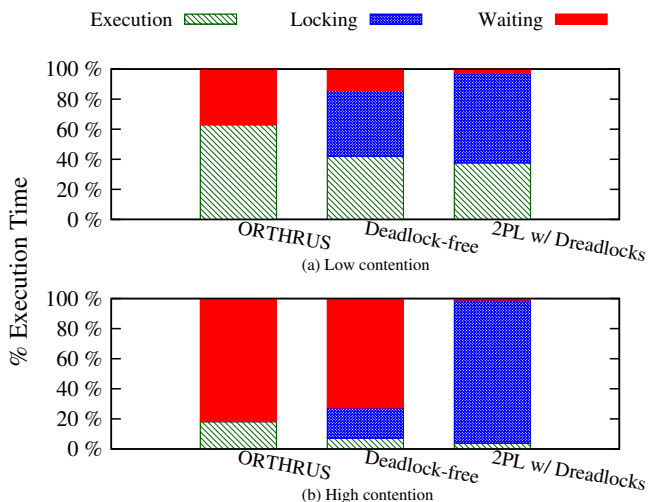 Execution Locking Waiting
% Execution Time
100 %
80 %
60 %
40 %
20 %
0 %
ORTHRUS Deadlock-free 2PL w/ Dreadlocks
(a) Low contention
100 %
80 %
60 %
40 %
20 %
0 %
ORTHRUS Deadlock-free 2PL w/ Dreadlocks
(b) High contention